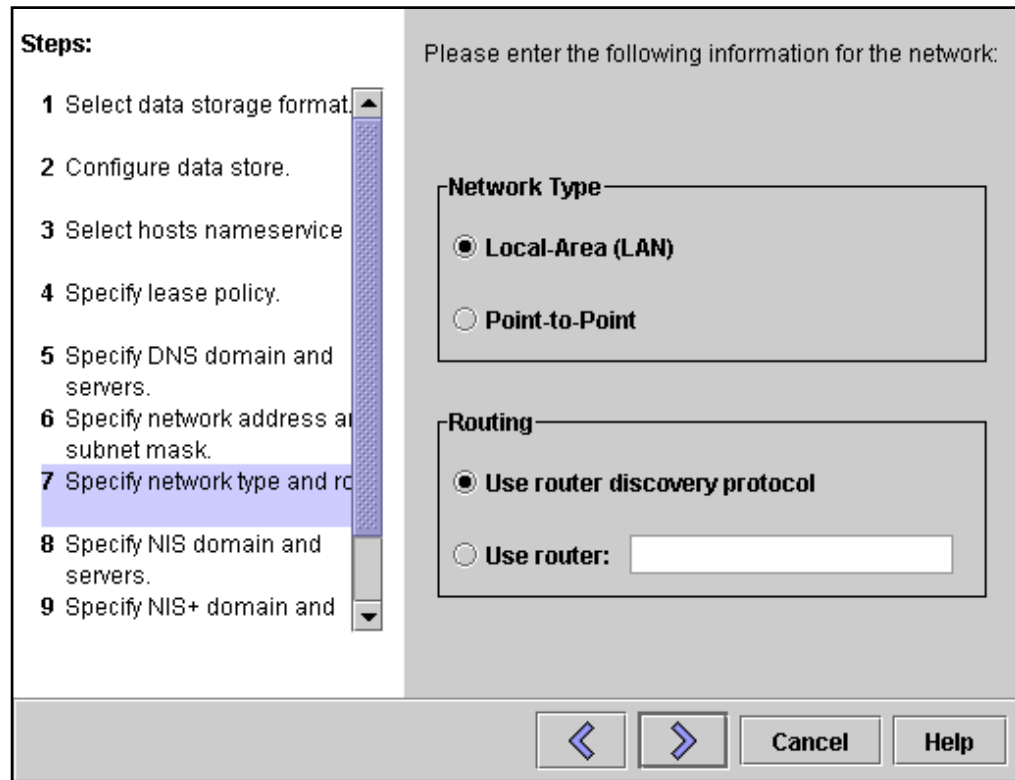 Steps:
1 Select data storage format.
2 Configure data store.
3 Select hosts nameservice
4 Specify lease policy.
5 Specify DNS domain and
servers.
6 Specify network address a
subnet mask.
7 Specify network type and
8 Specify NIS domain and
servers.
9 Specify NIS+ domain and
Please enter the following information for the network:
Network Type
Local-Area (LAN)
Point-to-Point
Routing
Use router discovery protocol
Use router:
Cancel
Help